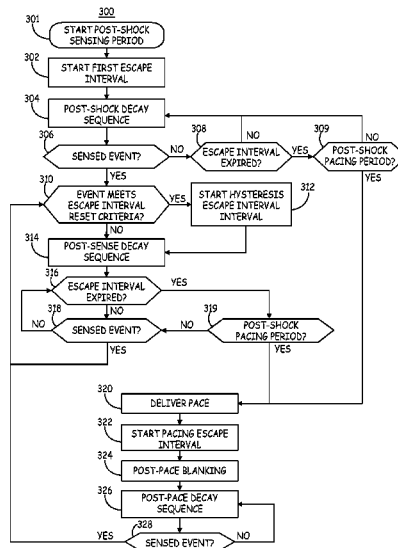 300
301
START POST-SHOCK
SENSING PERIOD
302
START FIRST ESCAPE
INTERVAL
304
POST-SHOCK DECAY
SEQUENCE
306
SENSED EVENT?
NO
308
ESCAPE INTERVAL
EXPIRED?
NO
YES
309
POST-SHOCK
PACING PERIOD?
NO
YES
YES
310
EVENT MEETS
ESCAPE INTERVAL
RESET CRITERIA?
YES
START HYSTERESIS
ESCAPE INTERVAL
INTERVAL
312
NO
314
POST-SENSE DECAY
SEQUENCE
316
ESCAPE INTERVAL
EXPIRED?
YES
NO
318
SENSED EVENT?
NO
NO
319
POST-SHOCK
PACING PERIOD?
YES
YES
320
DELIVER PACE
322
START PACING ESCAPE
INTERVAL
324
POST-PACE BLANKING
326
POST-PACE DECAY
SEQUENCE
328
YES
SENSED EVENT?
NO